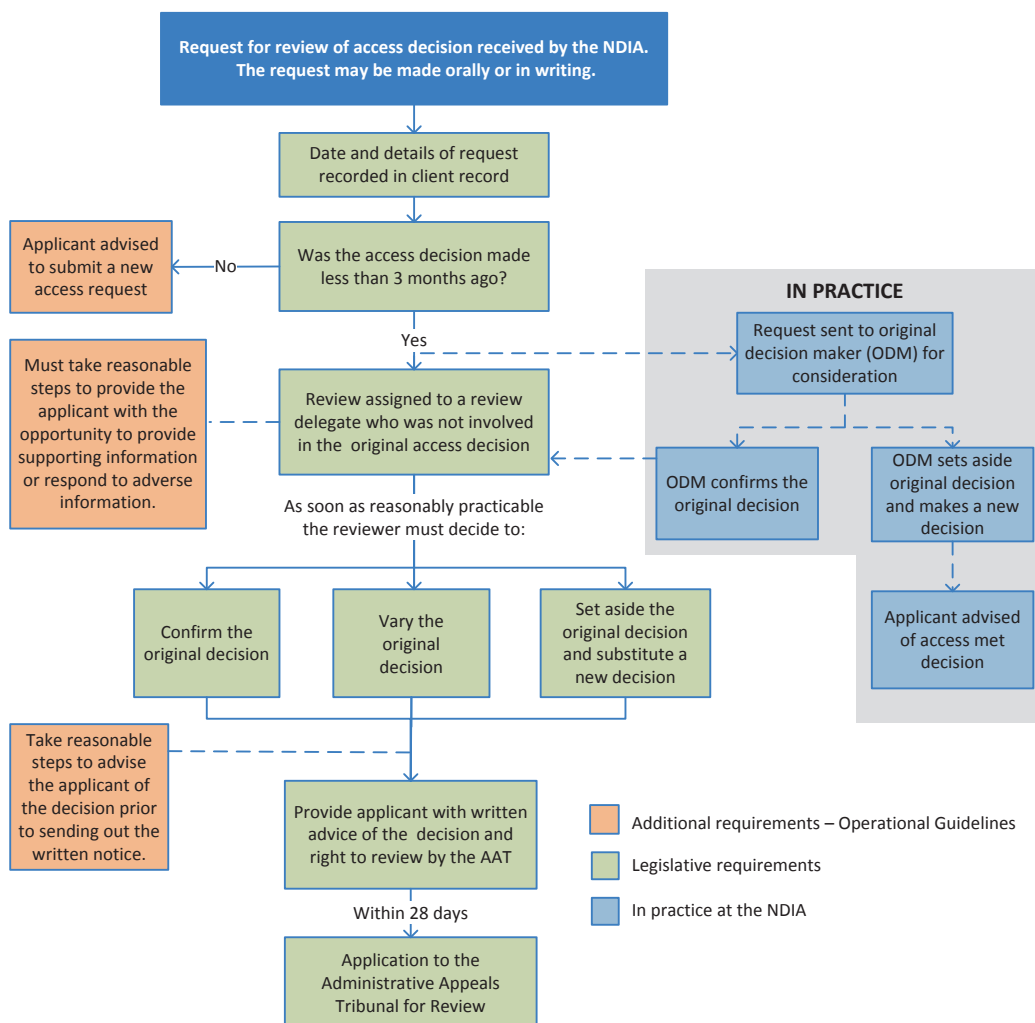 Request for review of access decision received by the NDIA.
The request may be made orally or in writing.
Date and details of request
recorded in client record
Applicant advised
to submit a new
access request
No
Was the access decision made
less than 3 months ago?
IN PRACTICE
Request sent to original
decision maker (ODM) for
consideration
Yes
Must take reasonable
steps to provide the
applicant with the
opportunity to provide
supporting information
or respond to adverse
information.
Review assigned to a review
delegate who was not involved
in the original access decision
ODM confirms the
original decision
ODM sets aside
original decision
and makes a new
decision
As soon as reasonably practicable
the reviewer must decide to:
Confirm the
original decision
Vary the
original
decision
Set aside the
original decision
and substitute a
new decision
Applicant advised
of access met
decision
Take reasonable
steps to advise
the applicant of
the decision prior
to sending out the
written notice.
Provide applicant with written
advice of the decision and
right to review by the AAT
Additional requirements – Operational Guidelines
Legislative requirements
In practice at the NDIA
Within 28 days
Application to the
Administrative Appeals
Tribunal for Review